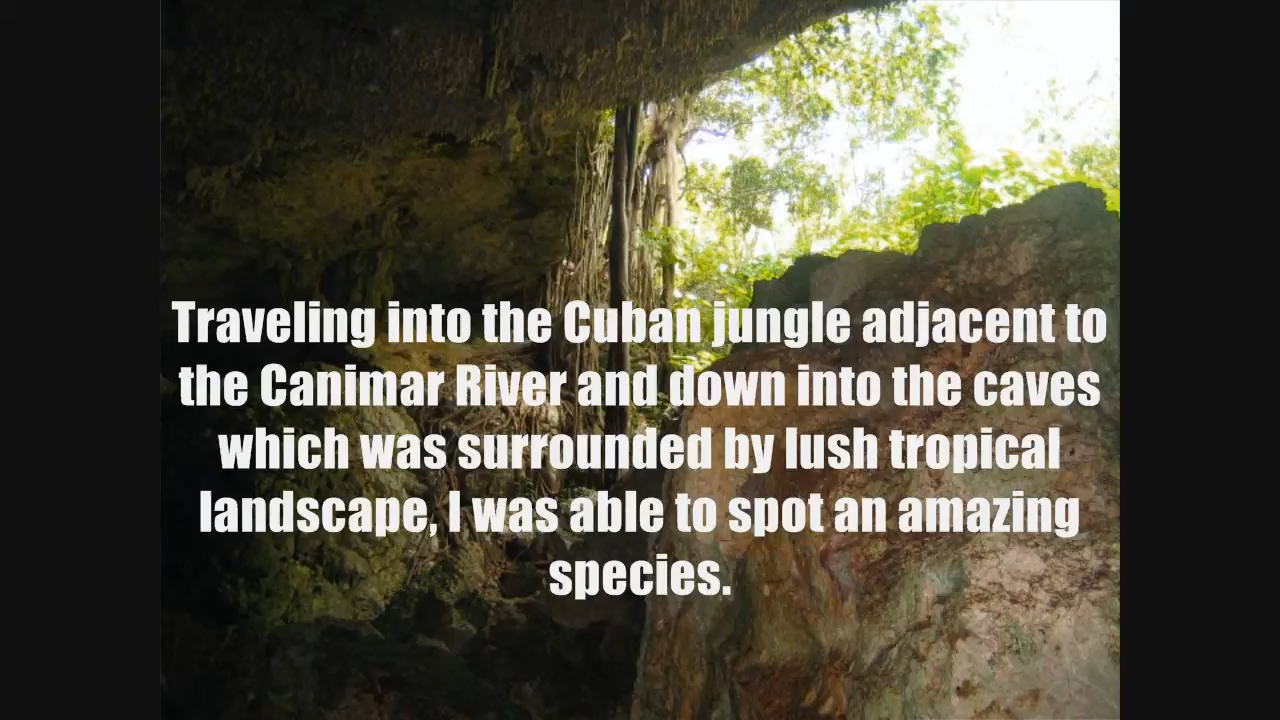 Traveling into the Cuban jungle adjacent to
the Canimar River and down into the caves
which was surrounded by lush tropical
landscape, I was able to spot an amazing
species.